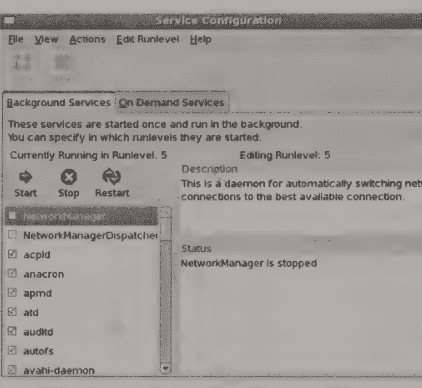 Service Configuration
File View Actions Edit Runlevel Help
Background Services On Demand Services
These services are started once and run in the background.
You can specify in which runlevels they are started.
Currently Running in Runlevel: 5 Editing Runlevel: 5
Start Stop Restart
Description
This is a daemon for automatically switching net
connections to the best available connection.
NetworkManager
NetworkManagerDispatcher
acpid
anacron
apmd
atd
auditd
autofs
avahi-daemon
Status
NetworkManager is stopped